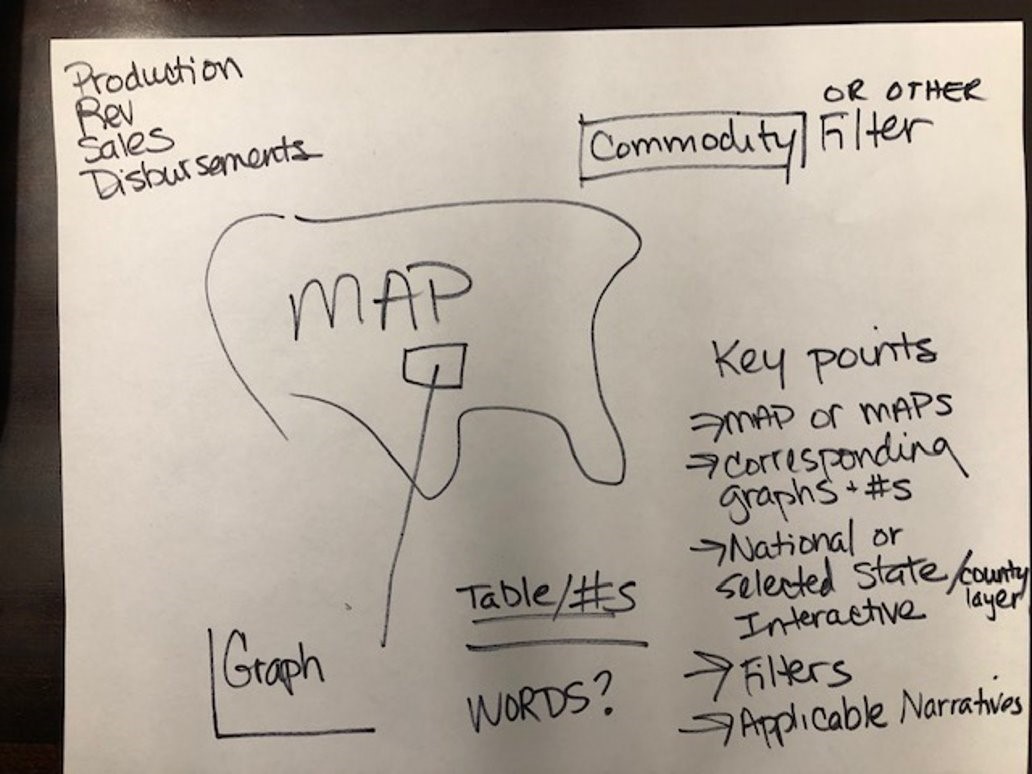 Production
Rev
Sales
Disbursements
OR OTHER
Commodity Filter
MAP
Key points
⇒ MAP or MAPS
⇒ Corresponding
graphs + #s
→ National or
selected State/county
layer
Interactive
→ Filters
→ Applicable Narratives
Table/#s
Graph
WORDS?